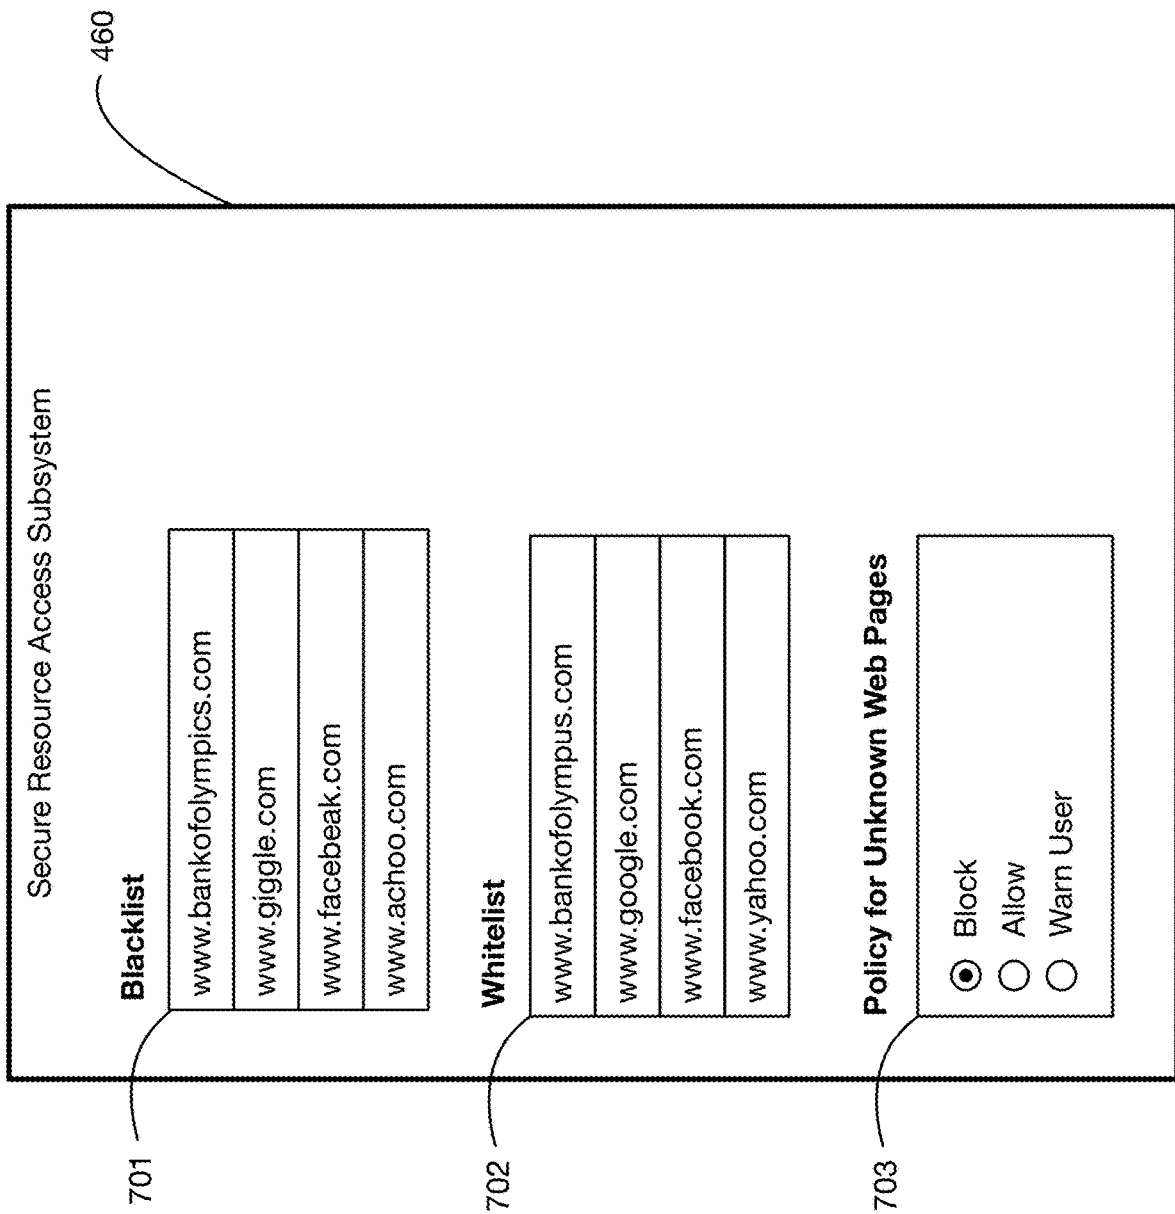 460
Secure Resource Access Subsystem
701
Blacklist
www.bankofolympics.com
www.giggle.com
www.facebeak.com
www.achoo.com
702
Whitelist
www.bankofolympus.com
www.google.com
www.facebook.com
www.yahoo.com
703
Policy for Unknown Web Pages
Block
Allow
Warn User